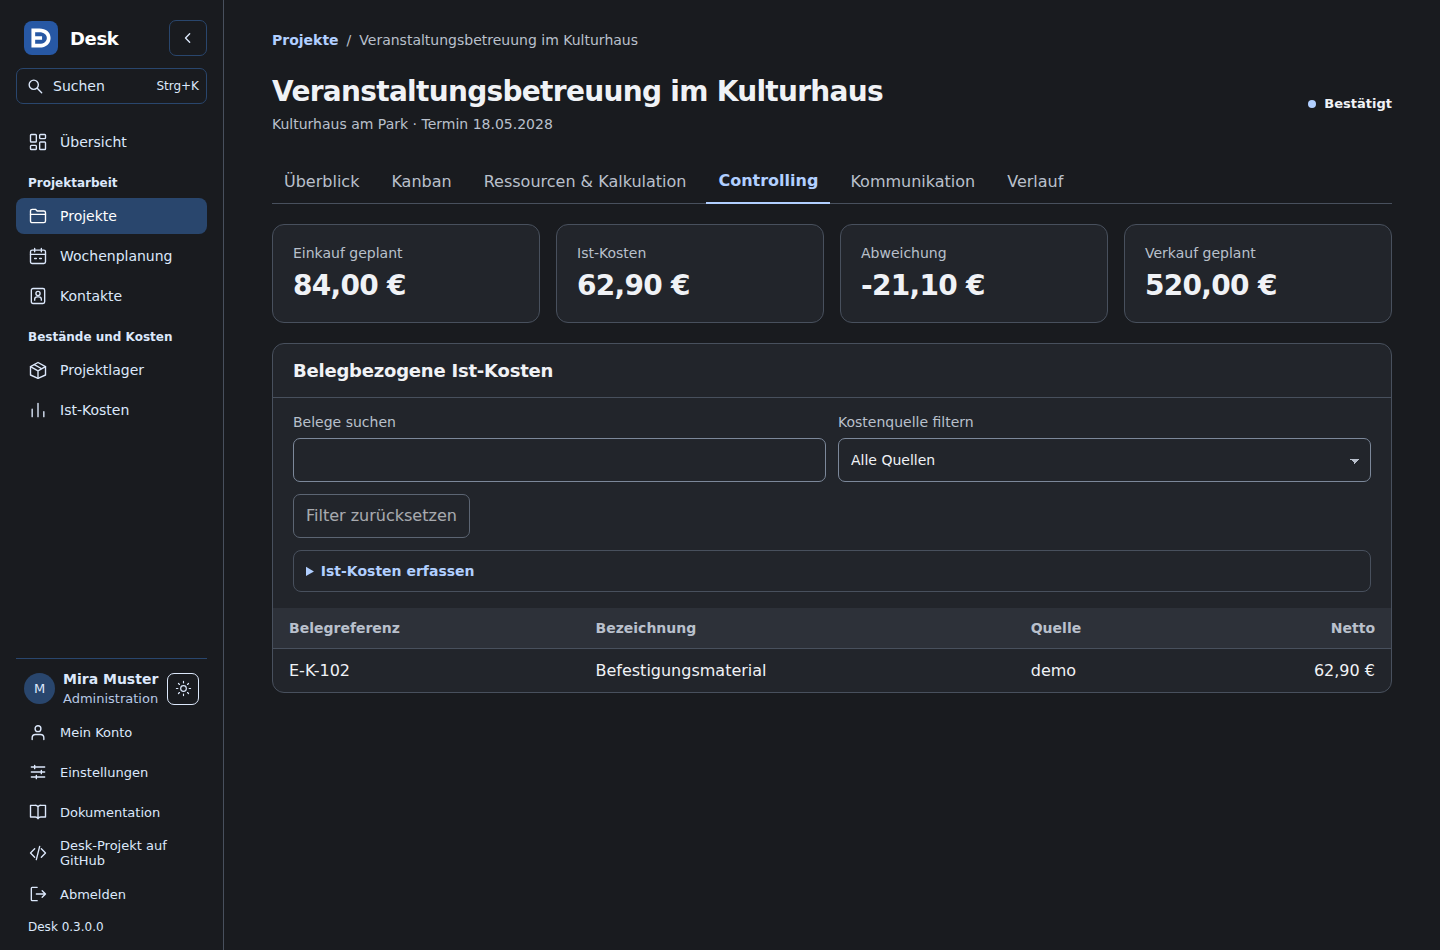 Desk
Suchen Strg+K
Übersicht
Projektarbeit
Projekte
Wochenplanung
Kontakte
Bestände und Kosten
Projektlager
Ist-Kosten
M
Mira Muster
Administration
Mein Konto
Einstellungen
Dokumentation
Desk-Projekt auf
GitHub
Abmelden
Desk 0.3.0.0
Projekte / Veranstaltungsbetreuung im Kulturhaus
Veranstaltungsbetreuung im Kulturhaus
Kulturhaus am Park · Termin 18.05.2028
Bestätigt
Überblick Kanban Ressourcen & Kalkulation Controlling Kommunikation Verlauf
Einkauf geplant
84,00 €
Ist-Kosten
62,90 €
Abweichung
-21,10 €
Verkauf geplant
520,00 €
Belegbezogene Ist-Kosten
Belege suchen
Kostenquelle filtern
Alle Quellen
Filter zurücksetzen
Ist-Kosten erfassen
Belegreferenz Bezeichnung Quelle Netto
E-K-102 Befestigungsmaterial demo 62,90 €